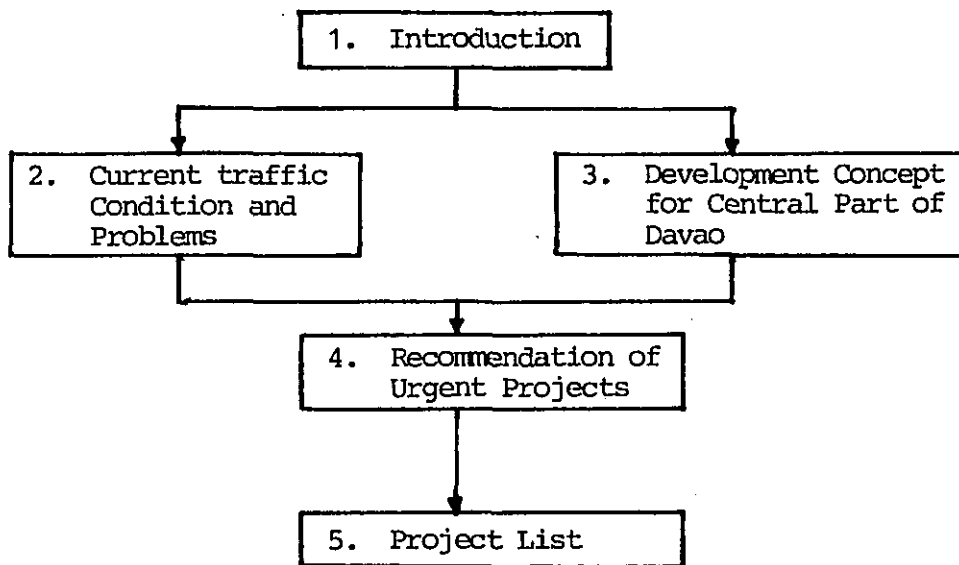 1. Introduction
2. Current traffic
Condition and
Problems
3. Development Concept
for Central Part of
Davao
4. Recommendation of
Urgent Projects
5. Project List